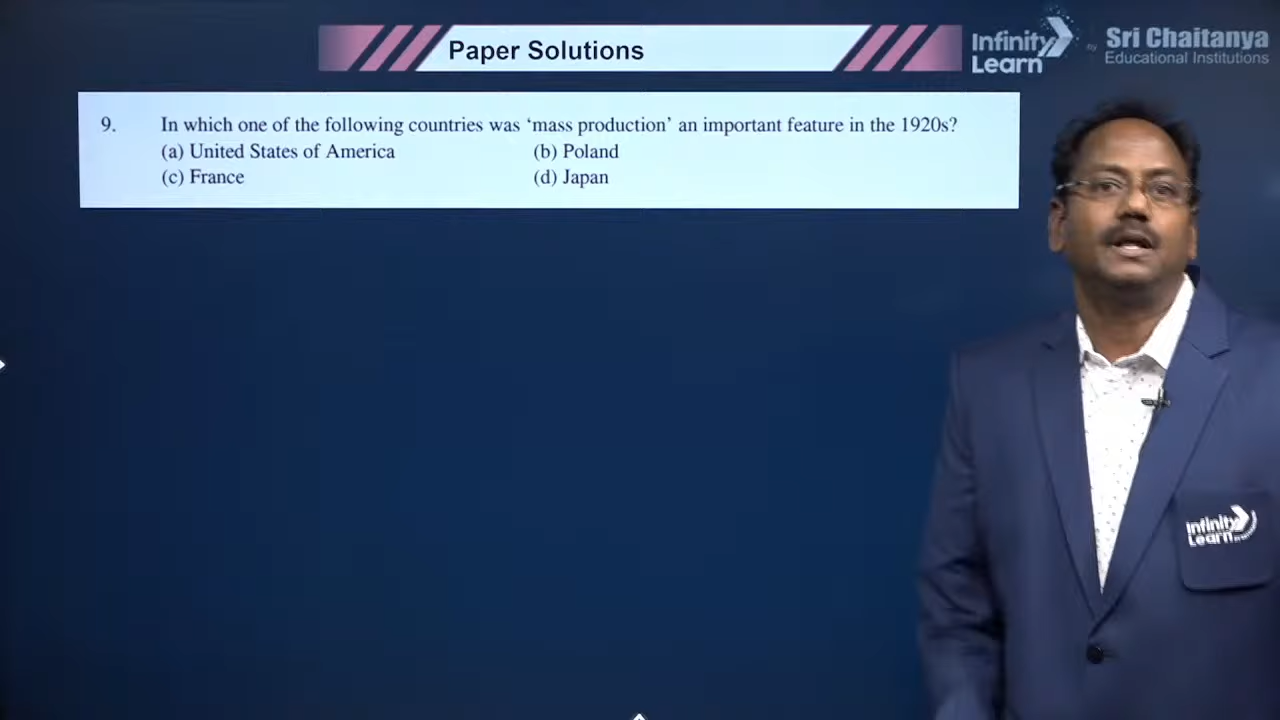 Paper Solutions
Infinity Learn
by
Sri Chaitanya
Educational Institutions
9. In which one of the following countries was ‘mass production’ an important feature in the 1920s?
(a) United States of America (b) Poland
(c) France (d) Japan
Infinity
Learn